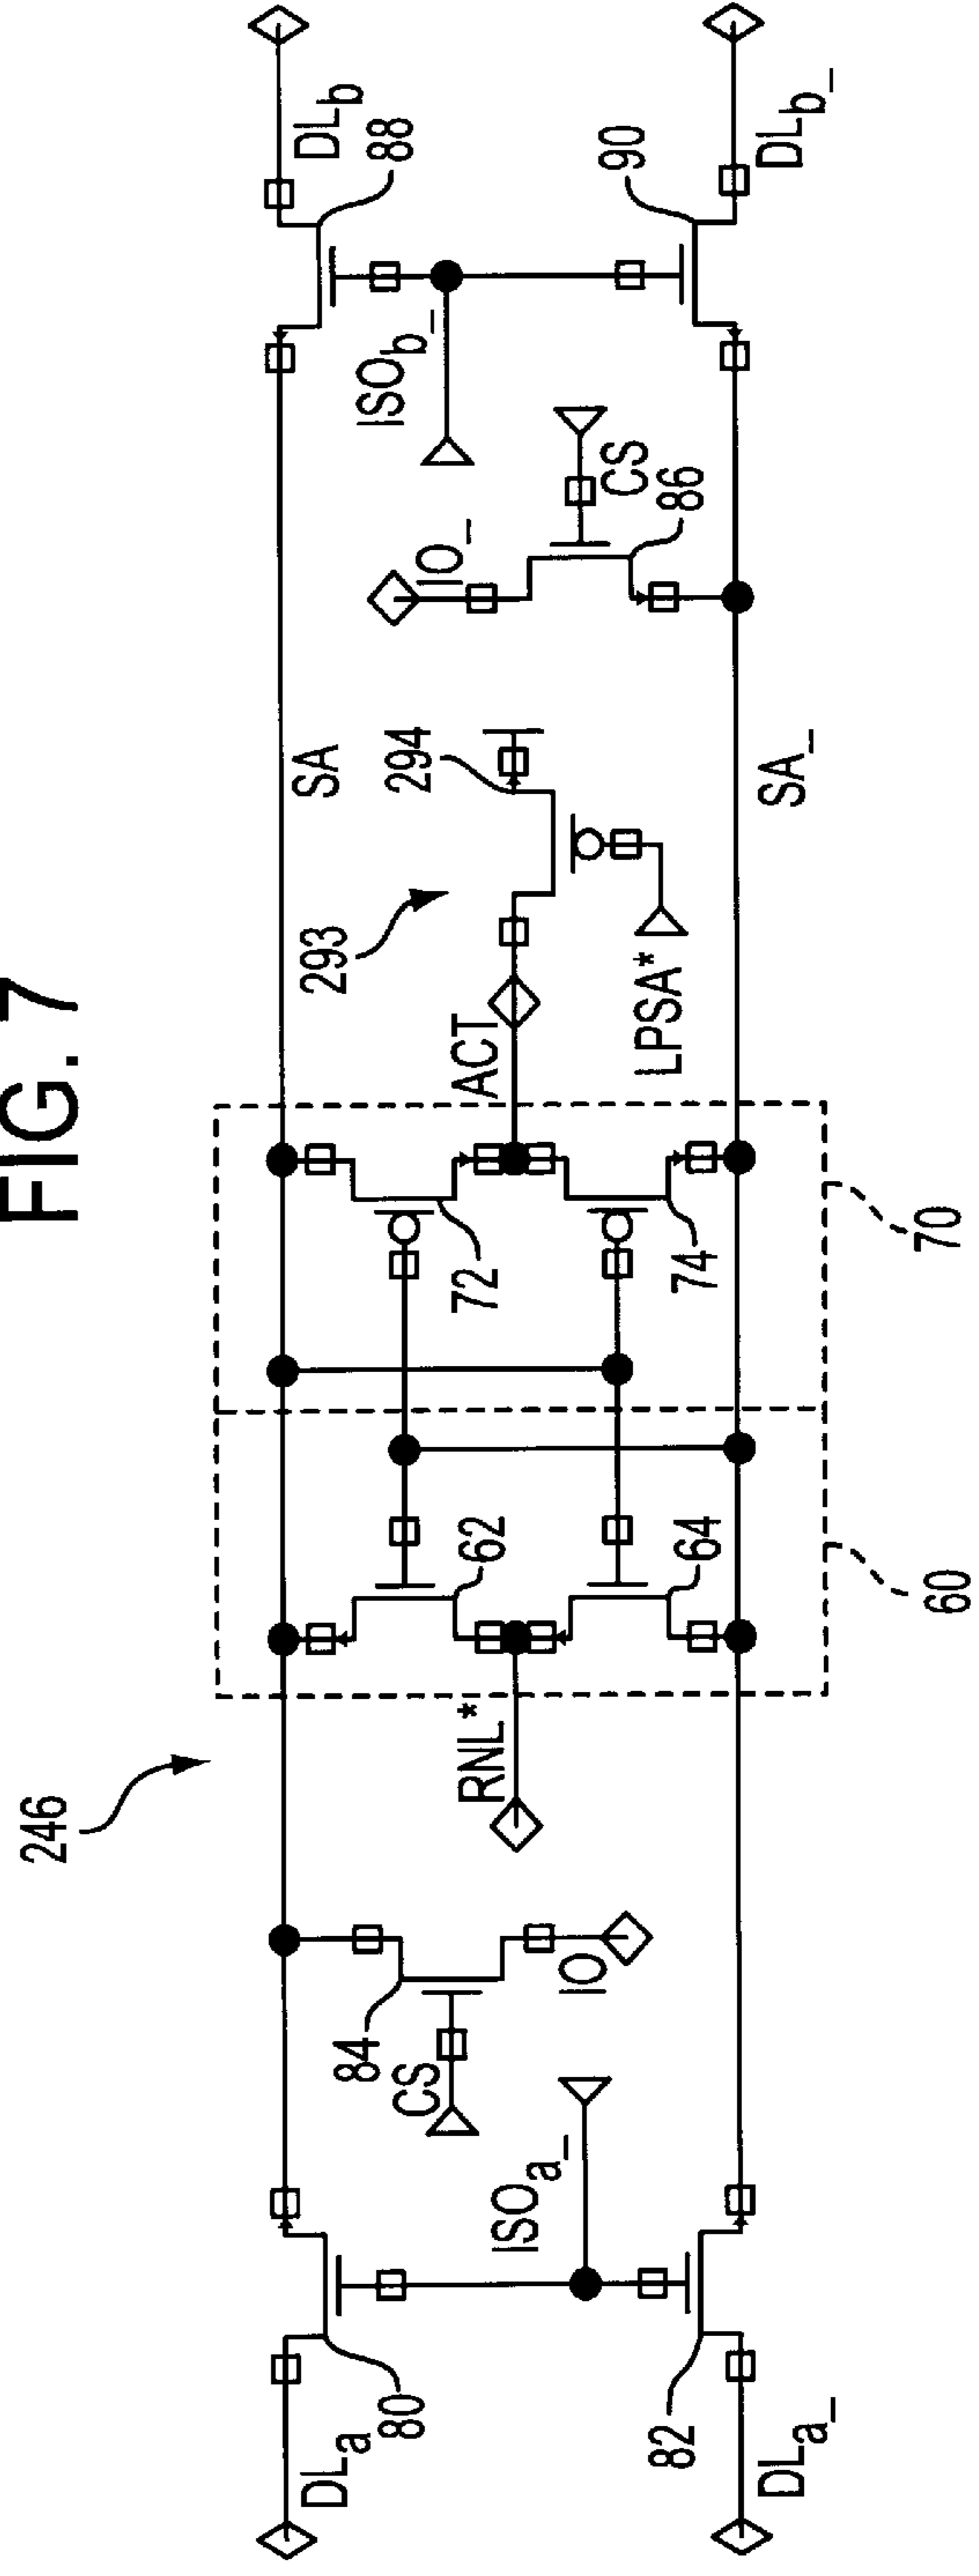 FIG. 7
246
293
294
DLa
80
82
DLa_
ISOa_
84
CS
IO
RNL*
62
64
60
72
74
70
ACT
LPSA*
SA
SA_
IO_
CS
86
ISOb_
DLb
88
90
DLb_